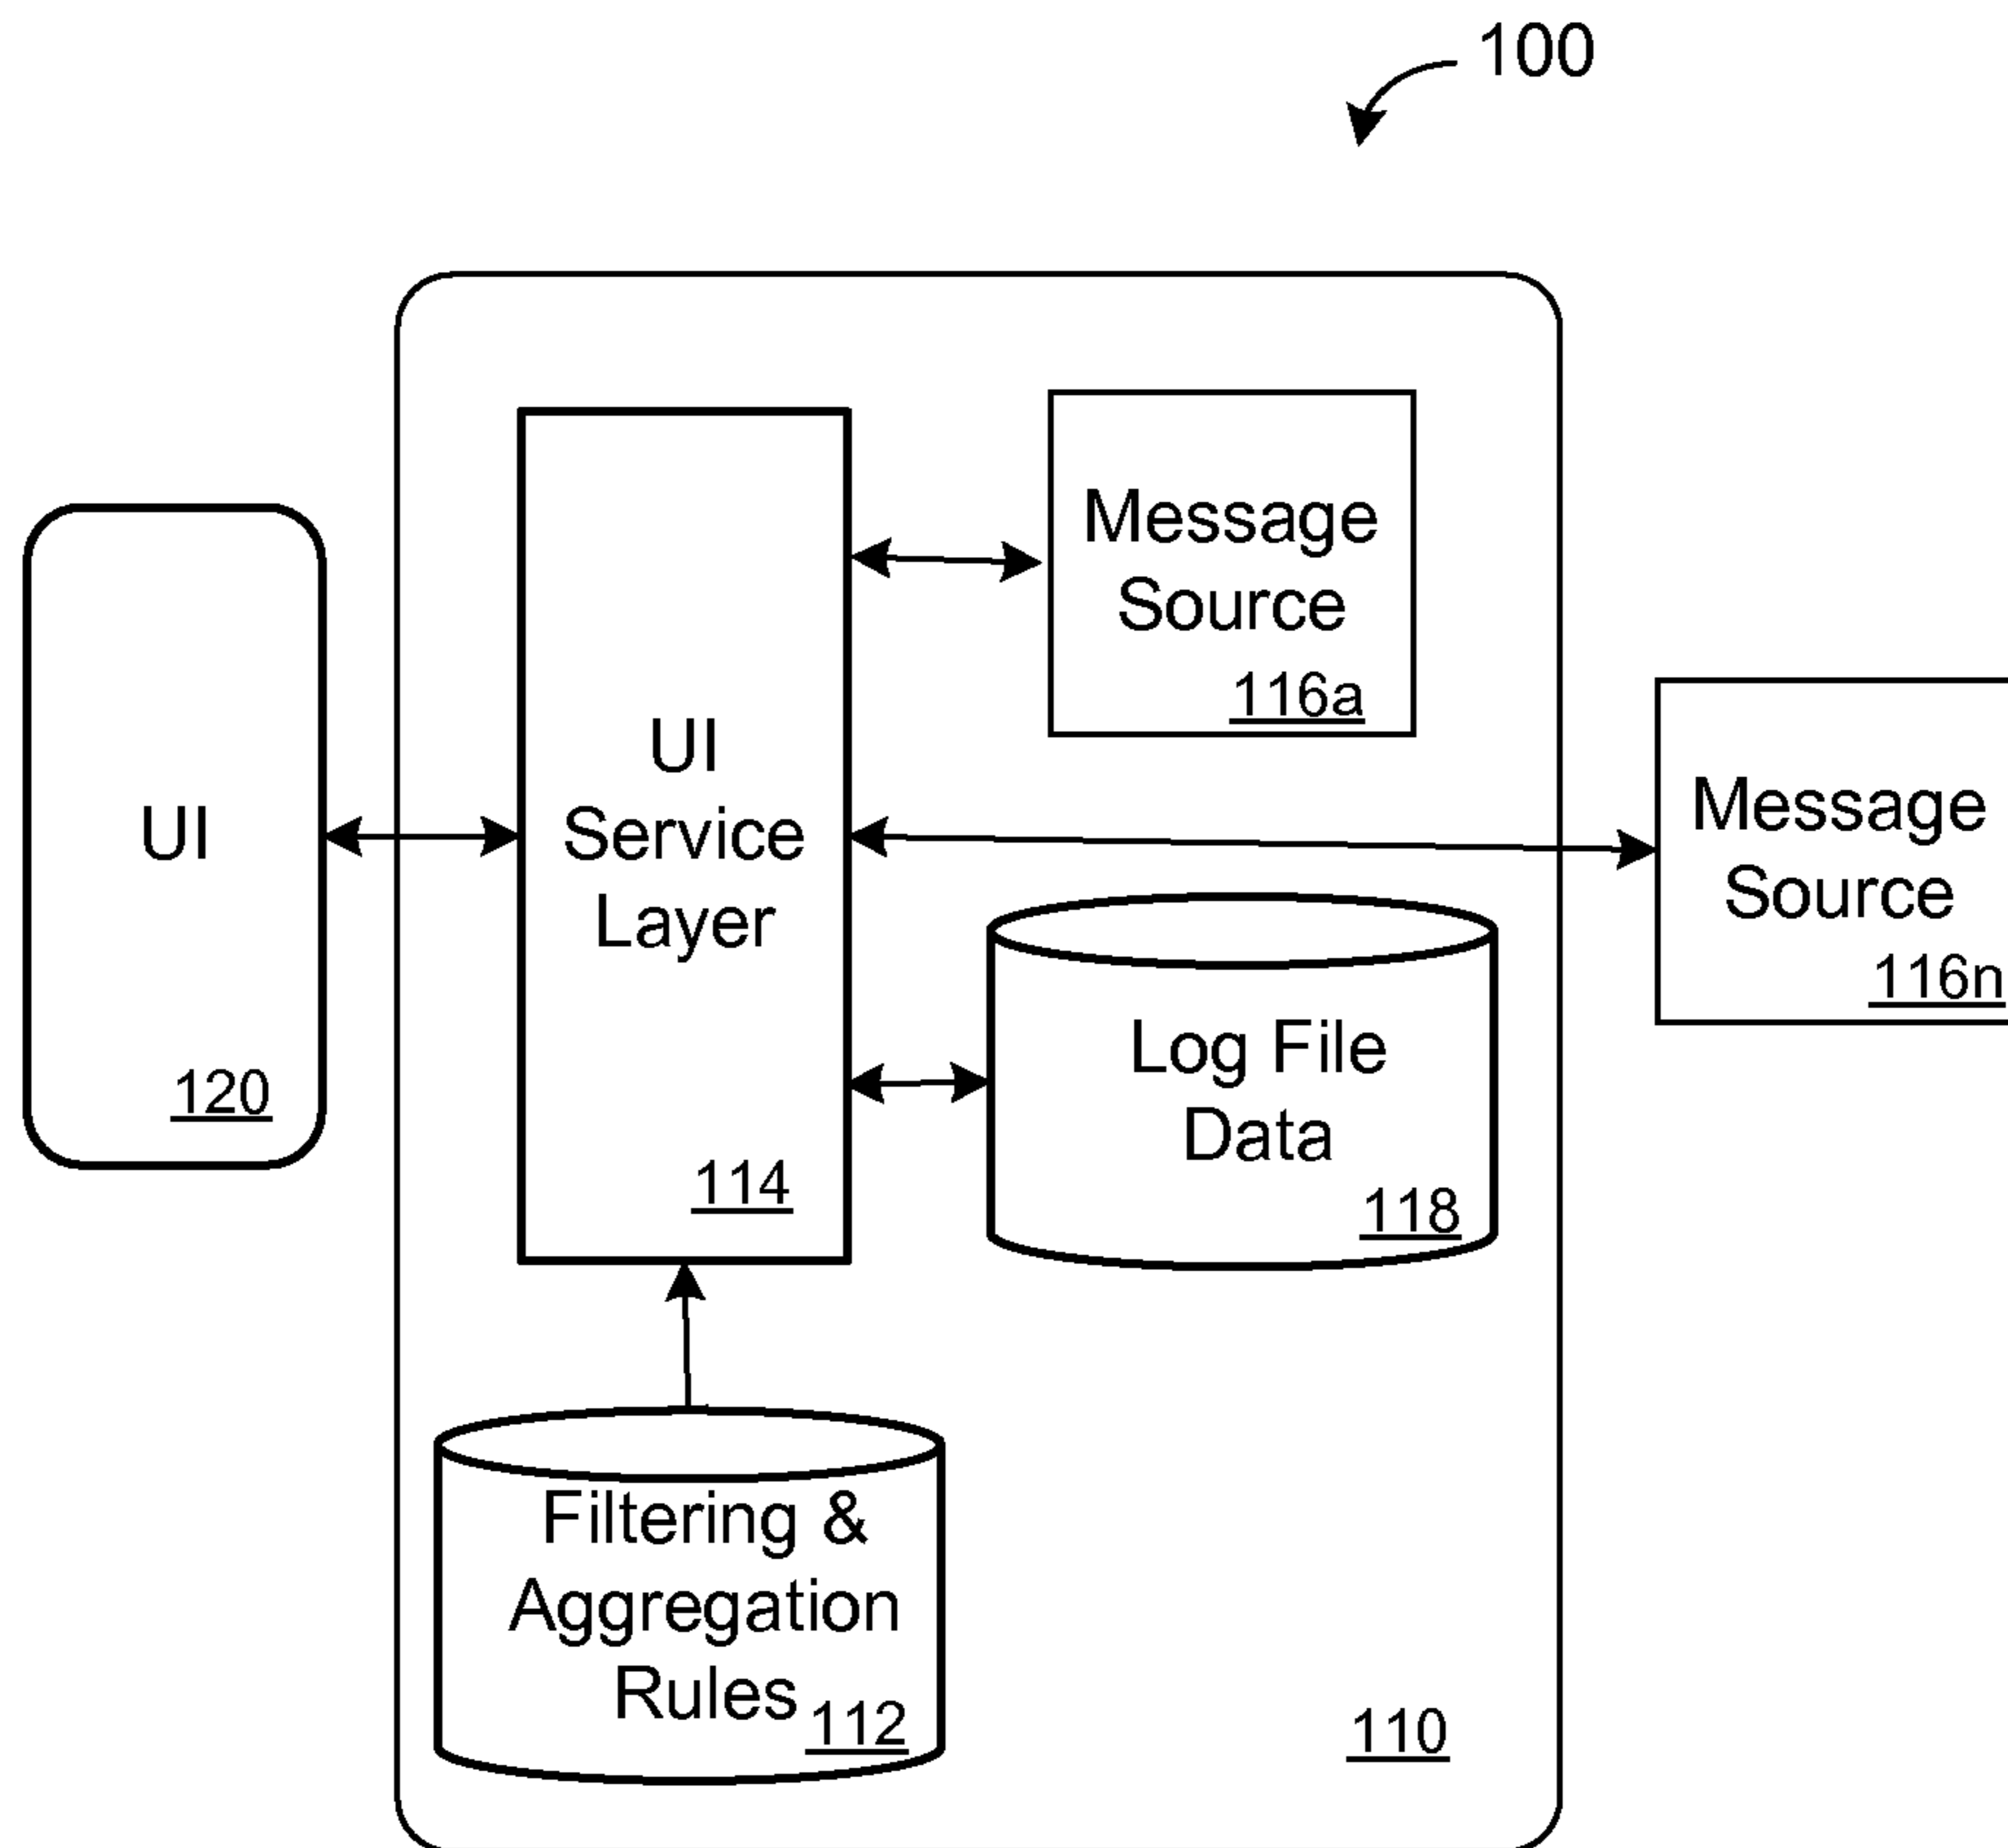 100
Message
Source
116a
UI
Service
Layer
114
UI
120
Message
Source
116n
Log File
Data
118
Filtering &
Aggregation
Rules
112
110